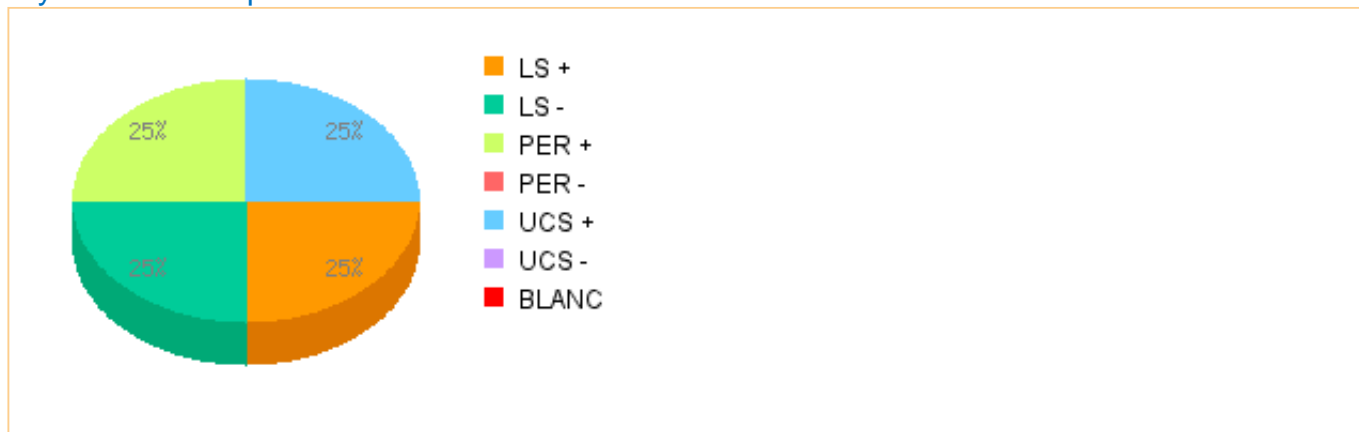 25% 25%
25% 25%
LS +
LS -
PER +
PER -
UCS +
UCS -
BLANC